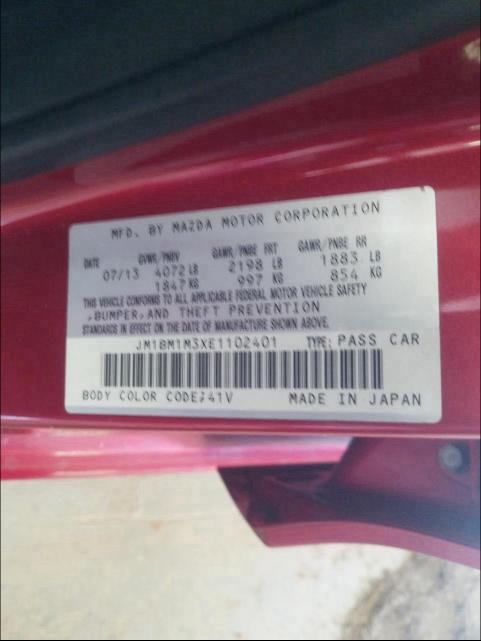 MFD. BY MAZDA MOTOR CORPORATION
DATE GVWR/PNBV GAWR/PNBE FRT GAWR/PNBE RR
07/13 4072 LB 2198 LB 1883 LB
1847 KG 997 KG 854 KG
THIS VEHICLE CONFORMS TO ALL APPLICABLE FEDERAL MOTOR VEHICLE SAFETY
,BUMPER,AND THEFT PREVENTION
STANDARDS IN EFFECT ON THE DATE OF MANUFACTURE SHOWN ABOVE.
JM1BM1M3XE1102401 TYPE: PASS CAR
BODY COLOR CODE;41V MADE IN JAPAN